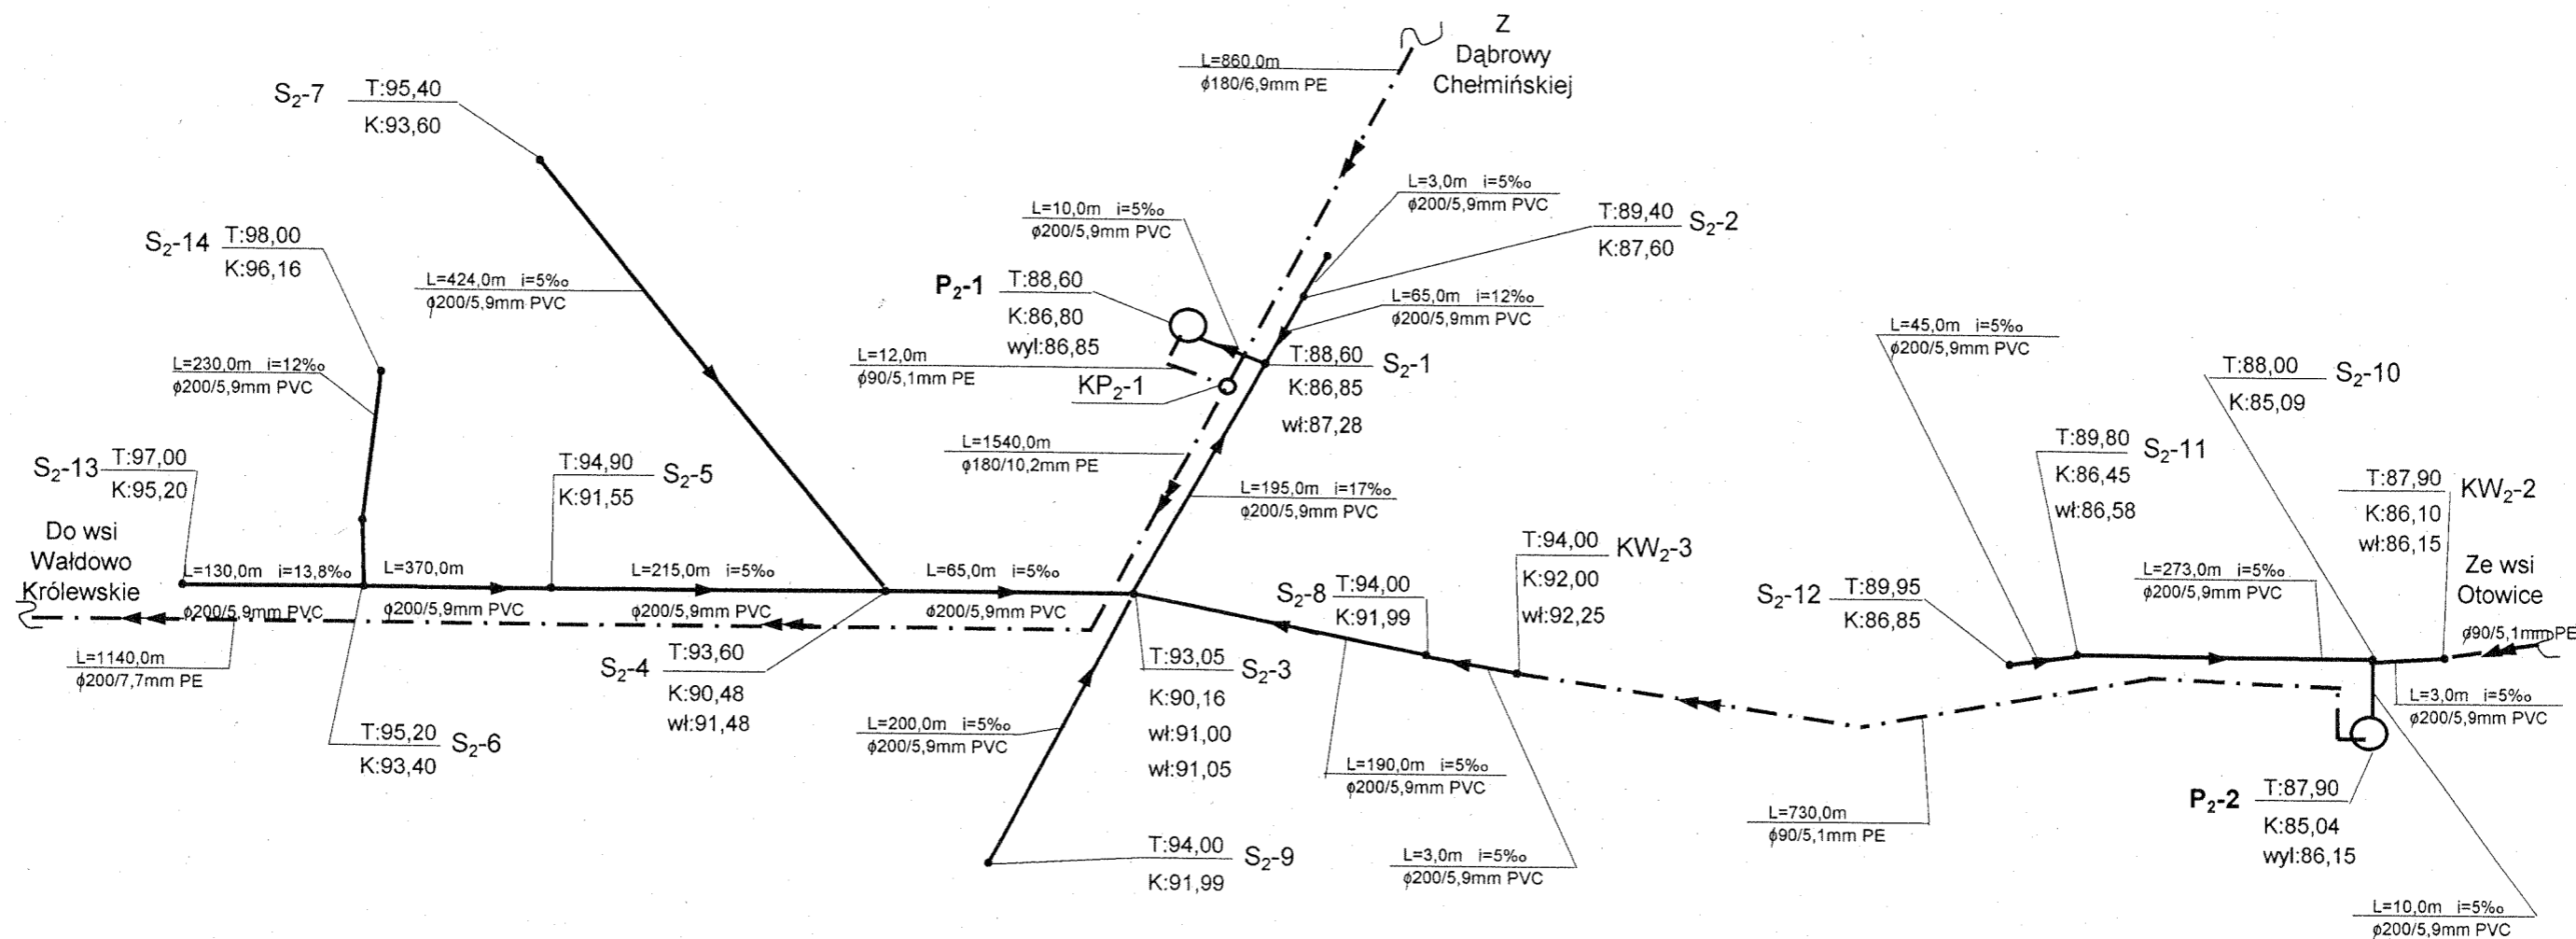 Z
Dąbrowy
Chełmińskiej
L=860,0m
ϕ180/6,9mm PE
S₂-7 T:95,40
K:93,60
L=3,0m i=5‰
ϕ200/5,9mm PVC
L=10,0m i=5‰
ϕ200/5,9mm PVC
T:89,40 S₂-2
K:87,60
S₂-14 T:98,00
K:96,16
L=424,0m i=5‰
ϕ200/5,9mm PVC
P₂-1 T:88,60
K:86,80
wyl:86,85
L=65,0m i=12‰
ϕ200/5,9mm PVC
L=12,0m
ϕ90/5,1mm PE
KP₂-1
T:88,60 S₂-1
K:86,85
wł:87,28
L=45,0m i=5‰
ϕ200/5,9mm PVC
T:88,00 S₂-10
K:85,09
L=230,0m i=12‰
ϕ200/5,9mm PVC
S₂-13 T:97,00
K:95,20
T:94,90 S₂-5
K:91,55
L=1540,0m
ϕ180/10,2mm PE
L=195,0m i=17‰
ϕ200/5,9mm PVC
T:89,80 S₂-11
K:86,45
wł:86,58
T:87,90 KW₂-2
K:86,10
wł:86,15
Do wsi
Wałdowo
Królewskie
L=130,0m i=13,8‰
ϕ200/5,9mm PVC
L=370,0m
ϕ200/5,9mm PVC
L=215,0m i=5‰
ϕ200/5,9mm PVC
L=65,0m i=5‰
ϕ200/5,9mm PVC
T:94,00 KW₂-3
K:92,00
wł:92,25
S₂-8 T:94,00
K:91,99
S₂-12 T:89,95
K:86,85
L=273,0m i=5‰
ϕ200/5,9mm PVC
Ze wsi
Otowice
ϕ90/5,1mm PE
L=1140,0m
ϕ200/7,7mm PE
S₂-4 T:93,60
K:90,48
wł:91,48
T:93,05 S₂-3
K:90,16
wł:91,00
wł:91,05
L=3,0m i=5‰
ϕ200/5,9mm PVC
T:95,20 S₂-6
K:93,40
L=200,0m i=5‰
ϕ200/5,9mm PVC
L=190,0m i=5‰
ϕ200/5,9mm PVC
L=730,0m
ϕ90/5,1mm PE
P₂-2 T:87,90
K:85,04
wyl:86,15
T:94,00 S₂-9
K:91,99
L=3,0m i=5‰
ϕ200/5,9mm PVC
L=10,0m i=5‰
ϕ200/5,9mm PVC